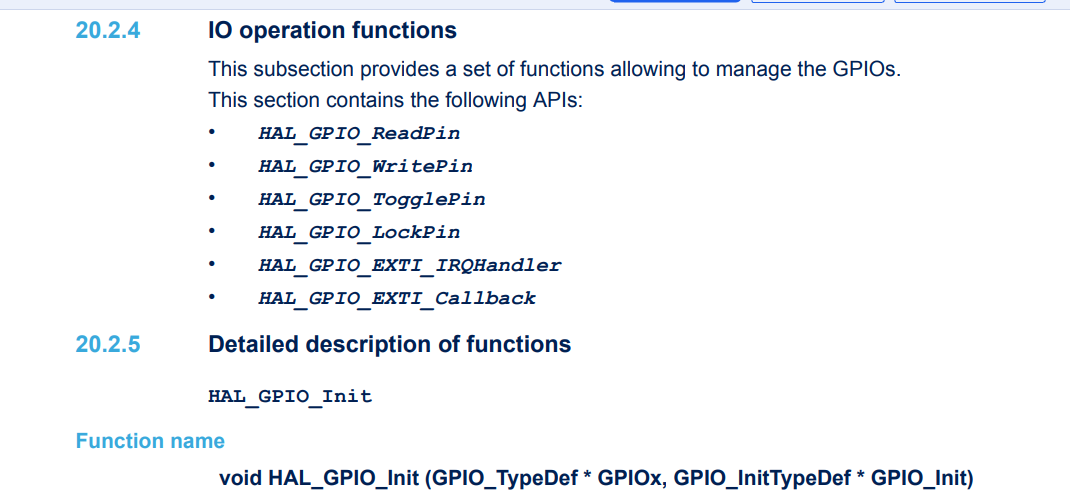 20.2.4 IO operation functions
This subsection provides a set of functions allowing to manage the GPIOs.
This section contains the following APIs:
• HAL_GPIO_ReadPin
• HAL_GPIO_WritePin
• HAL_GPIO_TogglePin
• HAL_GPIO_LockPin
• HAL_GPIO_EXTI_IRQHandler
• HAL_GPIO_EXTI_Callback
20.2.5 Detailed description of functions
HAL_GPIO_Init
Function name
void HAL_GPIO_Init (GPIO_TypeDef * GPIOx, GPIO_InitTypeDef * GPIO_Init)